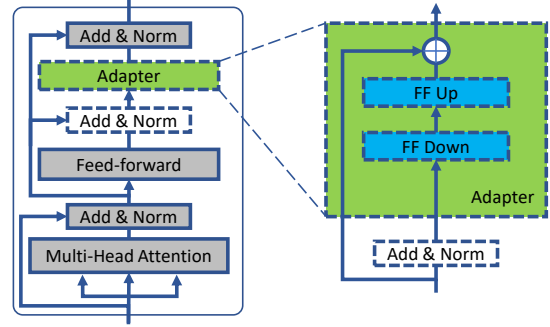 Add & Norm
Adapter
Add & Norm
Feed-forward
Add & Norm
Multi-Head Attention
FF Up
FF Down
Adapter
Add & Norm